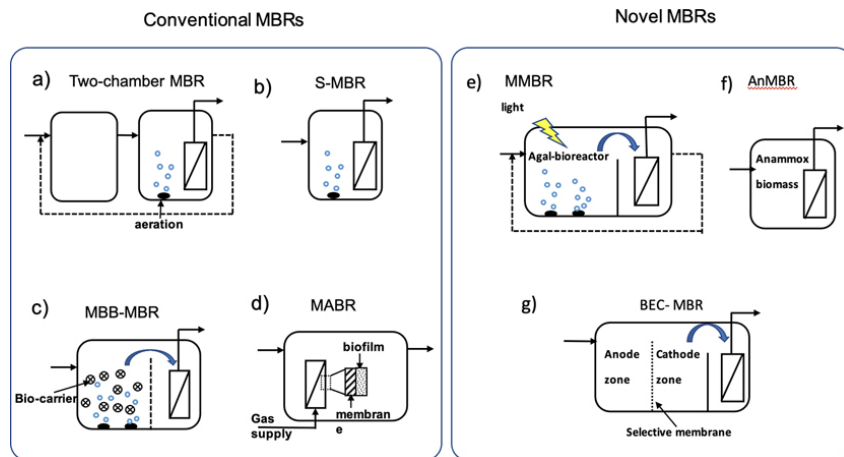 Conventional MBRs
Novel MBRs
a)
Two-chamber MBR
aeration
b)
S-MBR
c)
MBB-MBR
Bio-carrier
d)
MABR
biofilm
membran
e
Gas
supply
e)
MMBR
light
Agal-bioreactor
f)
AnMBR
Anammox
biomass
g)
BEC- MBR
Anode
zone
Cathode
zone
Selective membrane